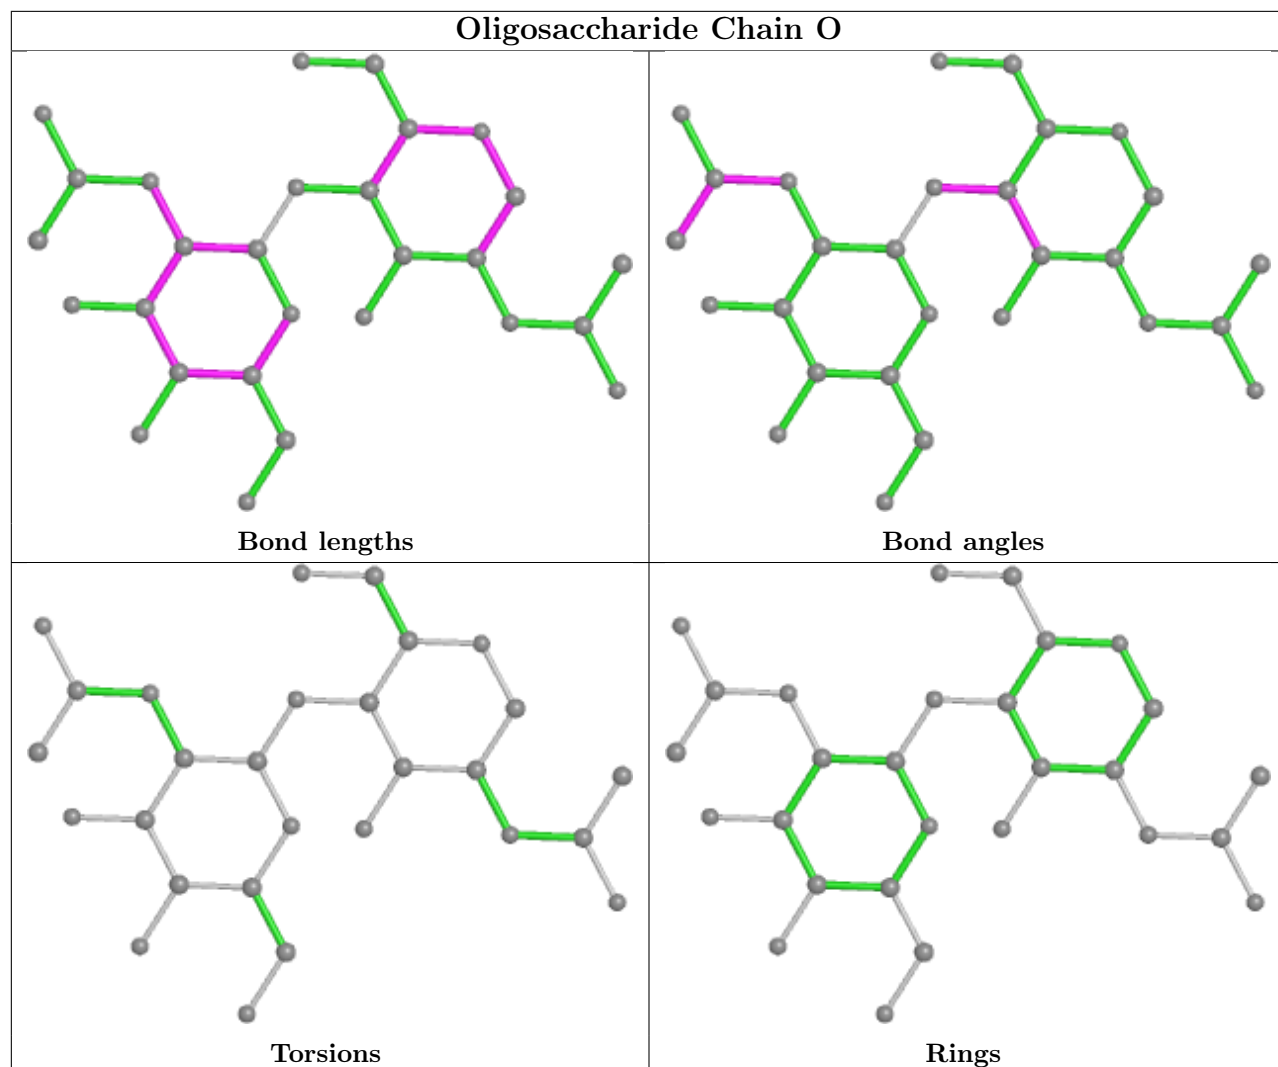 Oligosaccharide Chain O
Bond lengths
Bond angles
Torsions
Rings